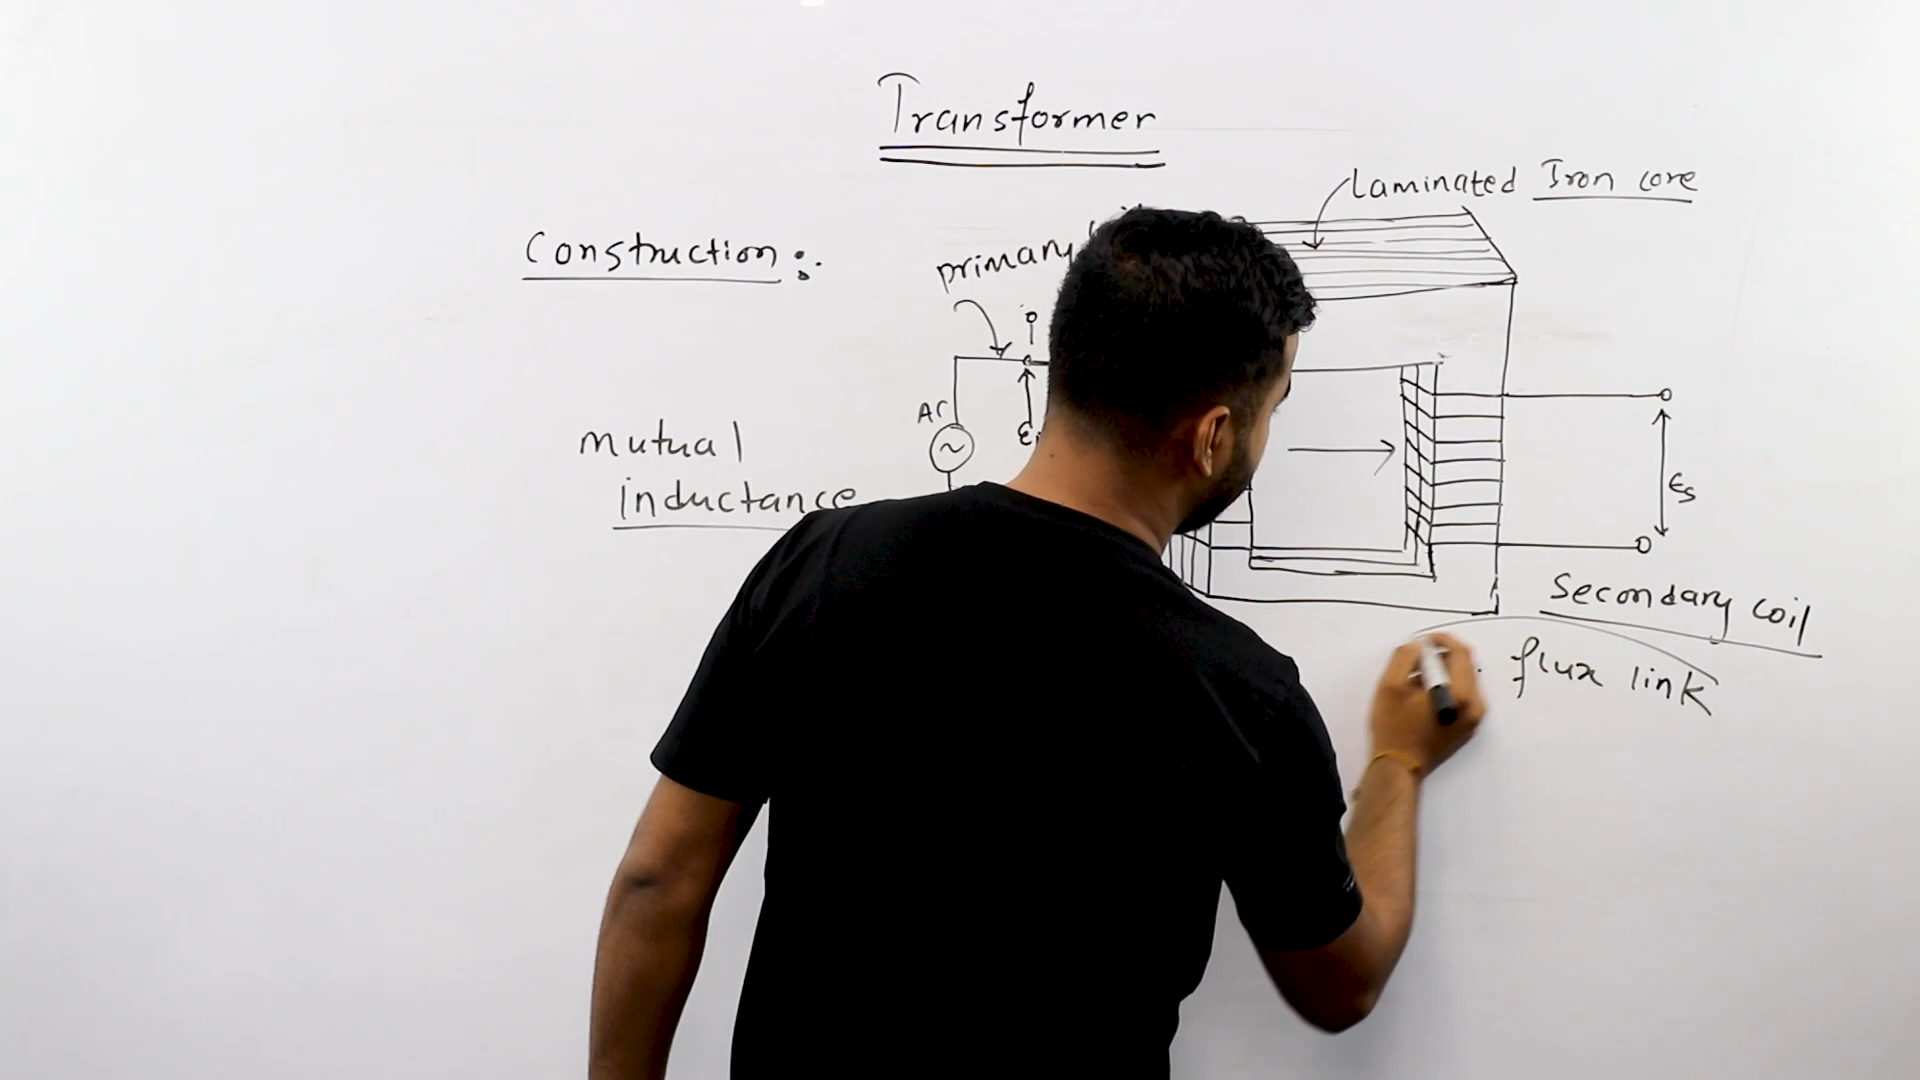 Transformer
Laminated Iron core
Construction :.
primary
AC
mutual
inductance
Es
Secondary coil
flux link